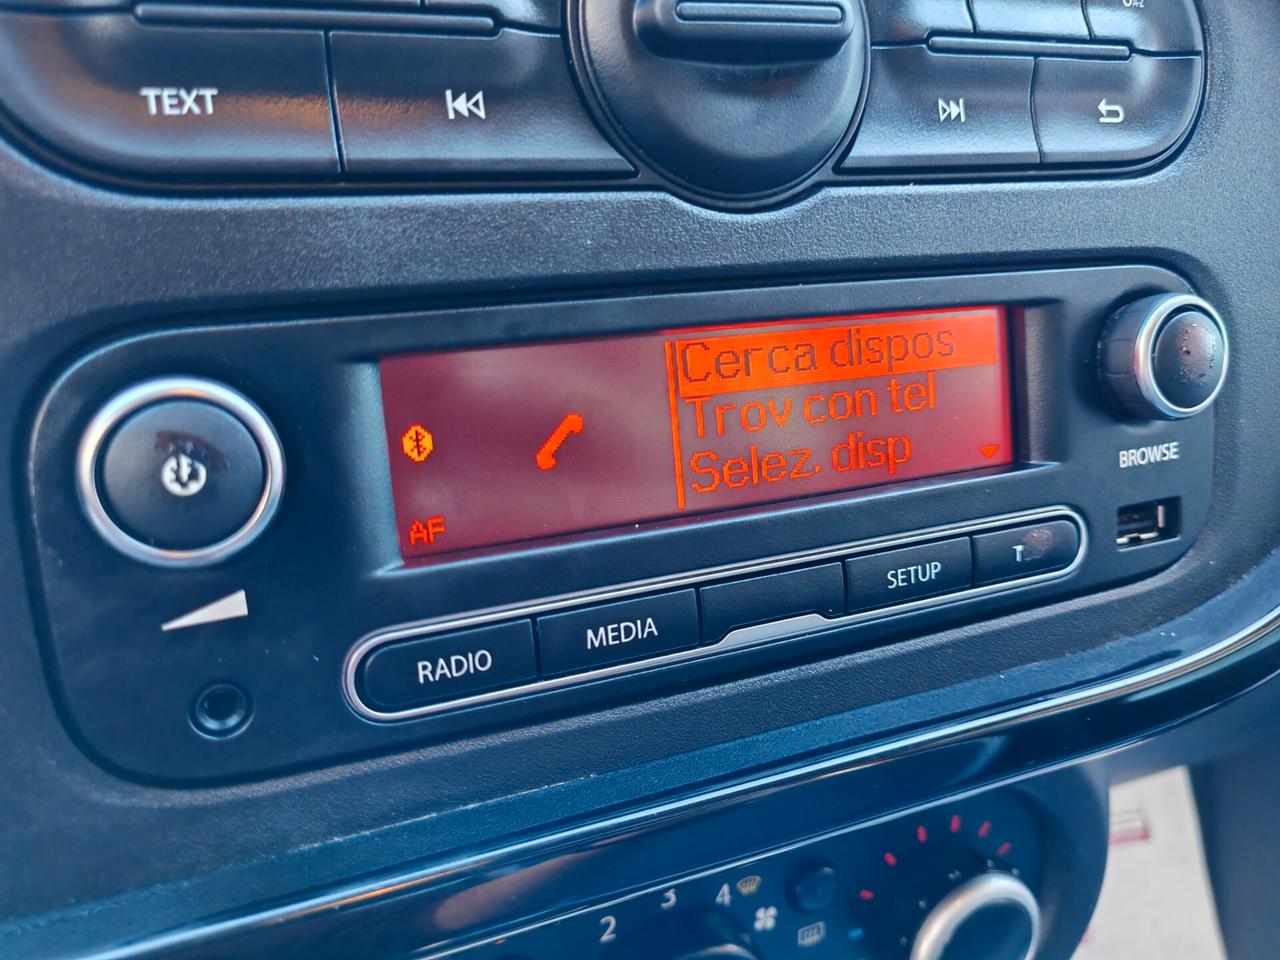 TEXT
Cerca dispos
Trov con tel
Selez. disp
AF
BROWSE
RADIO
MEDIA
SETUP
2
3
4